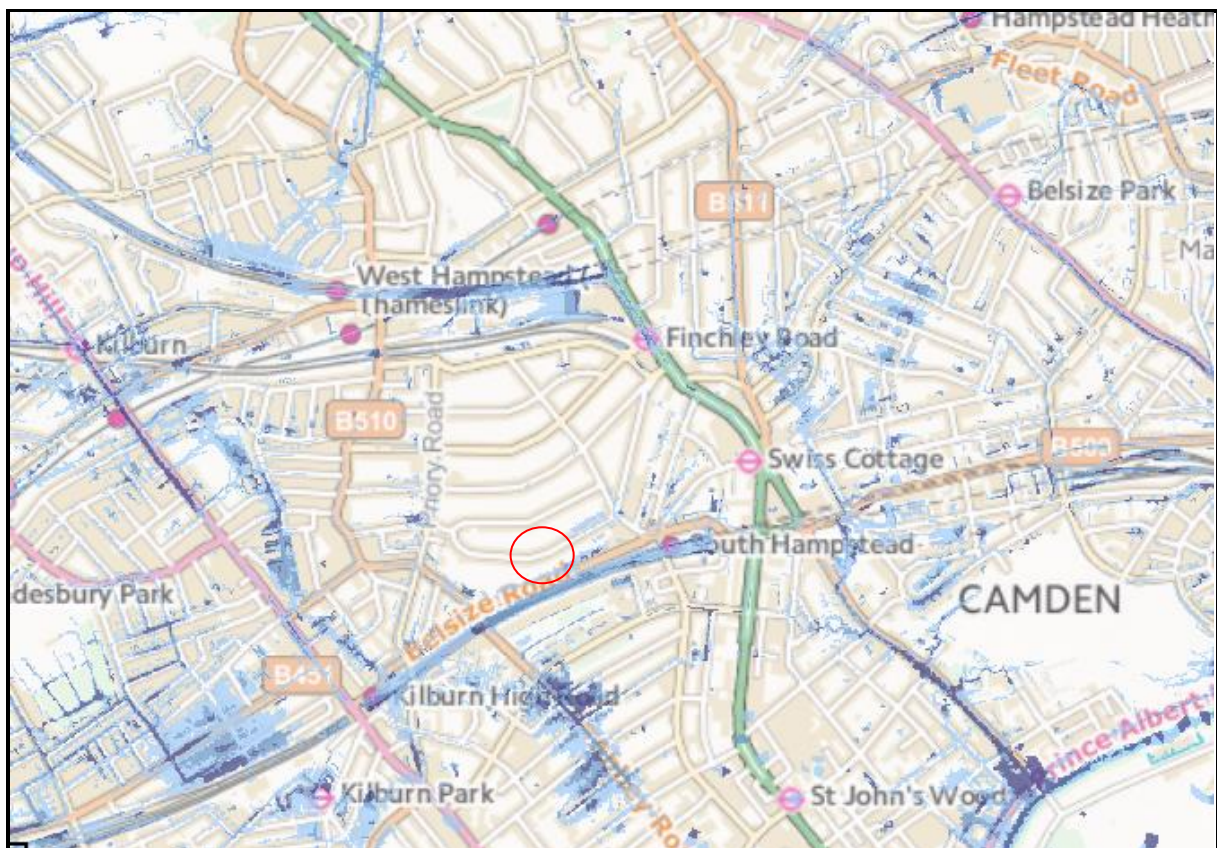 Hampstead Heath
Fleet Road
B511
Belsize Park
West Hampstead (
Thameslink)
Finchley Road
Kilburn
B510
Priory Road
Swiss Cottage
South Hampstead
desbury Park
CAMDEN
Belsize Road
B451
Kilburn High Road
Prince Albert
Kilburn Park
St John's Wood